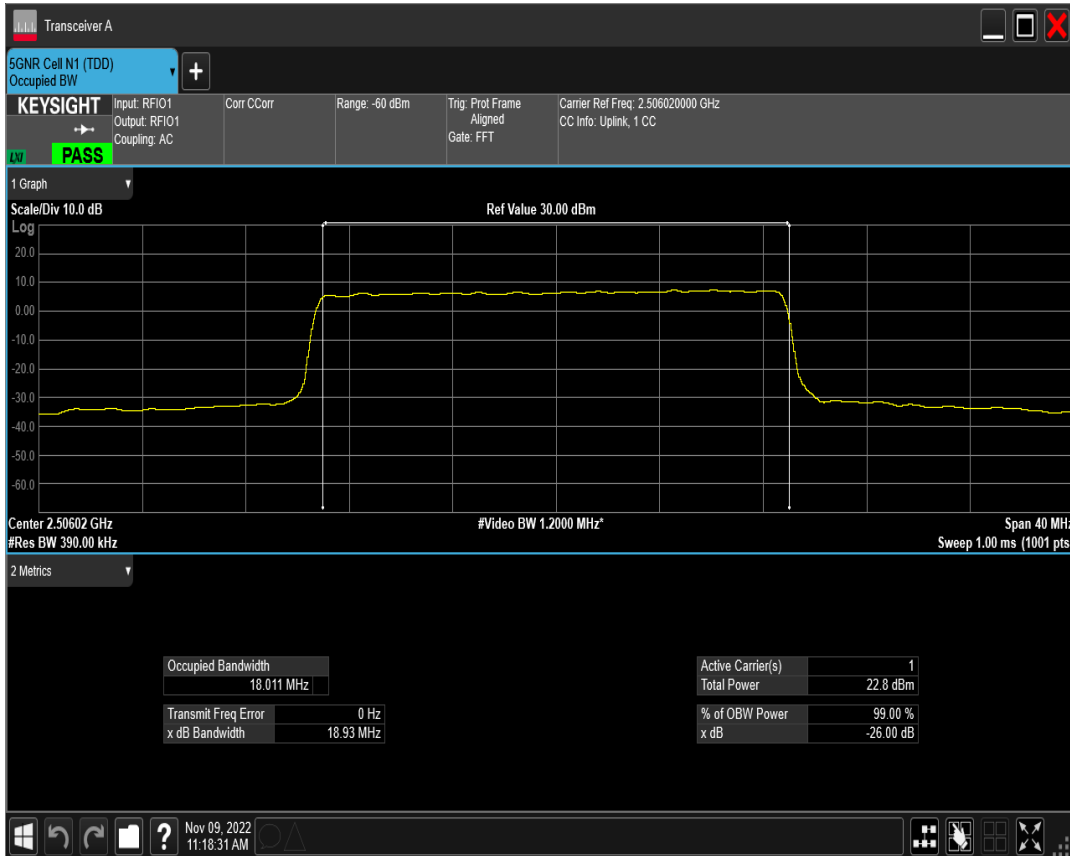 Transceiver A
5GNR Cell N1 (TDD)
Occupied BW
+
KEYSIGHT
Input: RFIO1
Output: RFIO1
Coupling: AC
LXI
PASS
Corr CCorr
Range: -60 dBm
Trig: Prot Frame
Aligned
Gate: FFT
Carrier Ref Freq: 2.506020000 GHz
CC Info: Uplink, 1 CC
1 Graph
Scale/Div 10.0 dB
Ref Value 30.00 dBm
Log
20.0
10.0
0.00
-10.0
-20.0
-30.0
-40.0
-50.0
-60.0
Center 2.50602 GHz
#Video BW 1.2000 MHz*
Span 40 MHz
#Res BW 390.00 kHz
Sweep 1.00 ms (1001 pts
2 Metrics
Occupied Bandwidth
18.011 MHz
Transmit Freq Error 0 Hz
x dB Bandwidth 18.93 MHz
Active Carrier(s) 1
Total Power 22.8 dBm
% of OBW Power 99.00 %
x dB -26.00 dB
?
Nov 09, 2022
11:18:31 AM